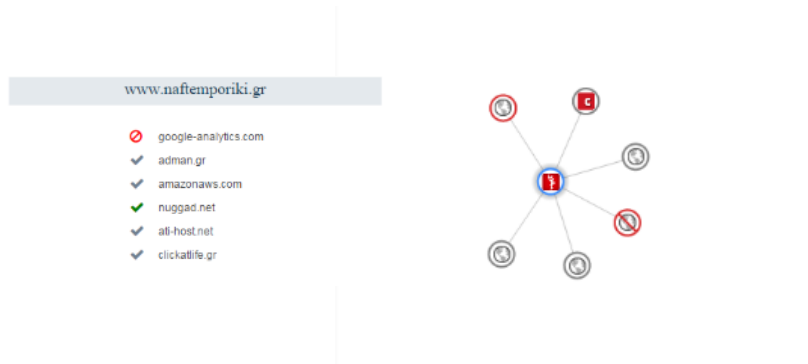 www.naftemporiki.gr
google-analytics.com
adman.gr
amazonaws.com
nuggad.net
ati-host.net
clickatlife.gr
C